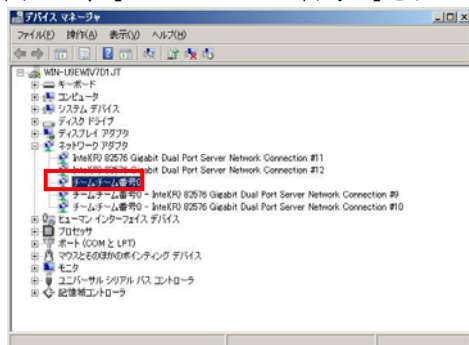 デバイス マネージャ
ファイル(F) 操作(A) 表示(V) ヘルプ(H)
WIN-U9EWIV7D1JT
キーボード
コンピュータ
システム デバイス
ディスク ドライブ
ディスプレイ アダプタ
ネットワーク アダプタ
Intel(R) 82576 Gigabit Dual Port Server Network Connection #11
Intel(R) 82576 Gigabit Dual Port Server Network Connection #12
チームチーム番号0
チームチーム番号0 - Intel(R) 82576 Gigabit Dual Port Server Network Connection #9
チームチーム番号0 - Intel(R) 82576 Gigabit Dual Port Server Network Connection #10
ヒューマン インターフェイス デバイス
プロセッサ
ポート (COM と LPT)
マウスとそのほかのポインティング デバイス
モニタ
ユニバーサル シリアル バス コントローラ
記憶域コントローラ